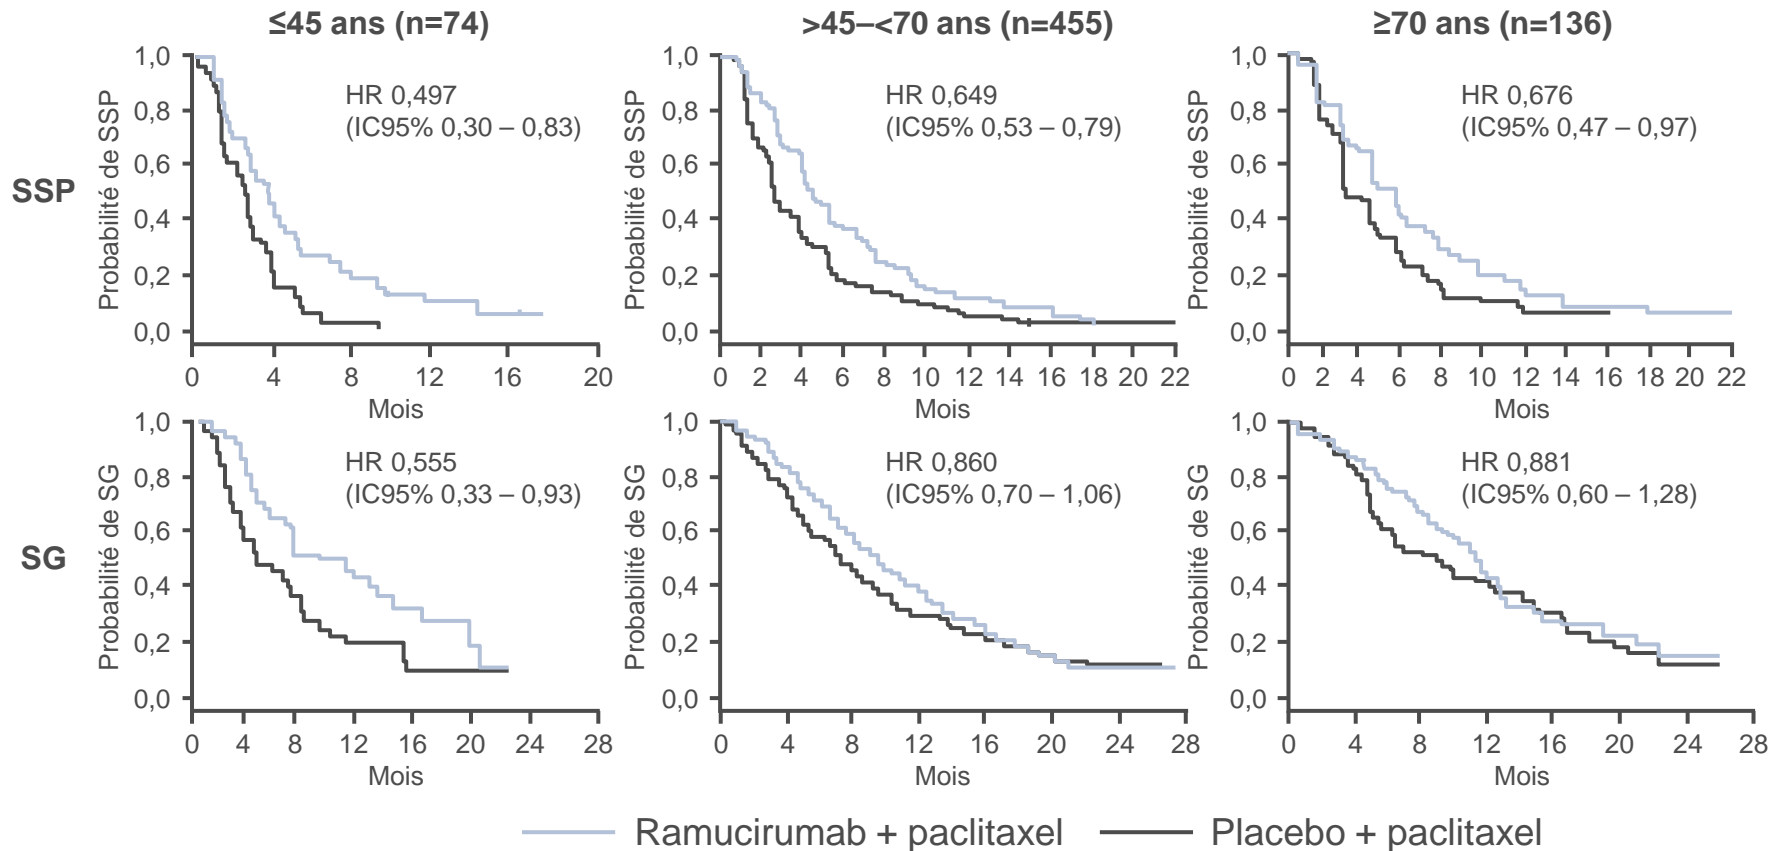 ≤45 ans (n=74)
>45–<70 ans (n=455)
≥70 ans (n=136)
SSP
Probabilité de SSP
1,0
0,8
0,6
0,4
0,2
0,0
HR 0,497
(IC95% 0,30 – 0,83)
0 4 8 12 16 20
Mois
Probabilité de SSP
1,0
0,8
0,6
0,4
0,2
0,0
HR 0,649
(IC95% 0,53 – 0,79)
0 2 4 6 8 10 12 14 16 18 20 22
Mois
Probabilité de SSP
1,0
0,8
0,6
0,4
0,2
0,0
HR 0,676
(IC95% 0,47 – 0,97)
0 2 4 6 8 10 12 14 16 18 20 22
Mois
SG
Probabilité de SG
1,0
0,8
0,6
0,4
0,2
0,0
HR 0,555
(IC95% 0,33 – 0,93)
0 4 8 12 16 20 24 28
Mois
Probabilité de SG
1,0
0,8
0,6
0,4
0,2
0,0
HR 0,860
(IC95% 0,70 – 1,06)
0 4 8 12 16 20 24 28
Mois
Probabilité de SG
1,0
0,8
0,6
0,4
0,2
0,0
HR 0,881
(IC95% 0,60 – 1,28)
0 4 8 12 16 20 24 28
Mois
Ramucirumab + paclitaxel
Placebo + paclitaxel